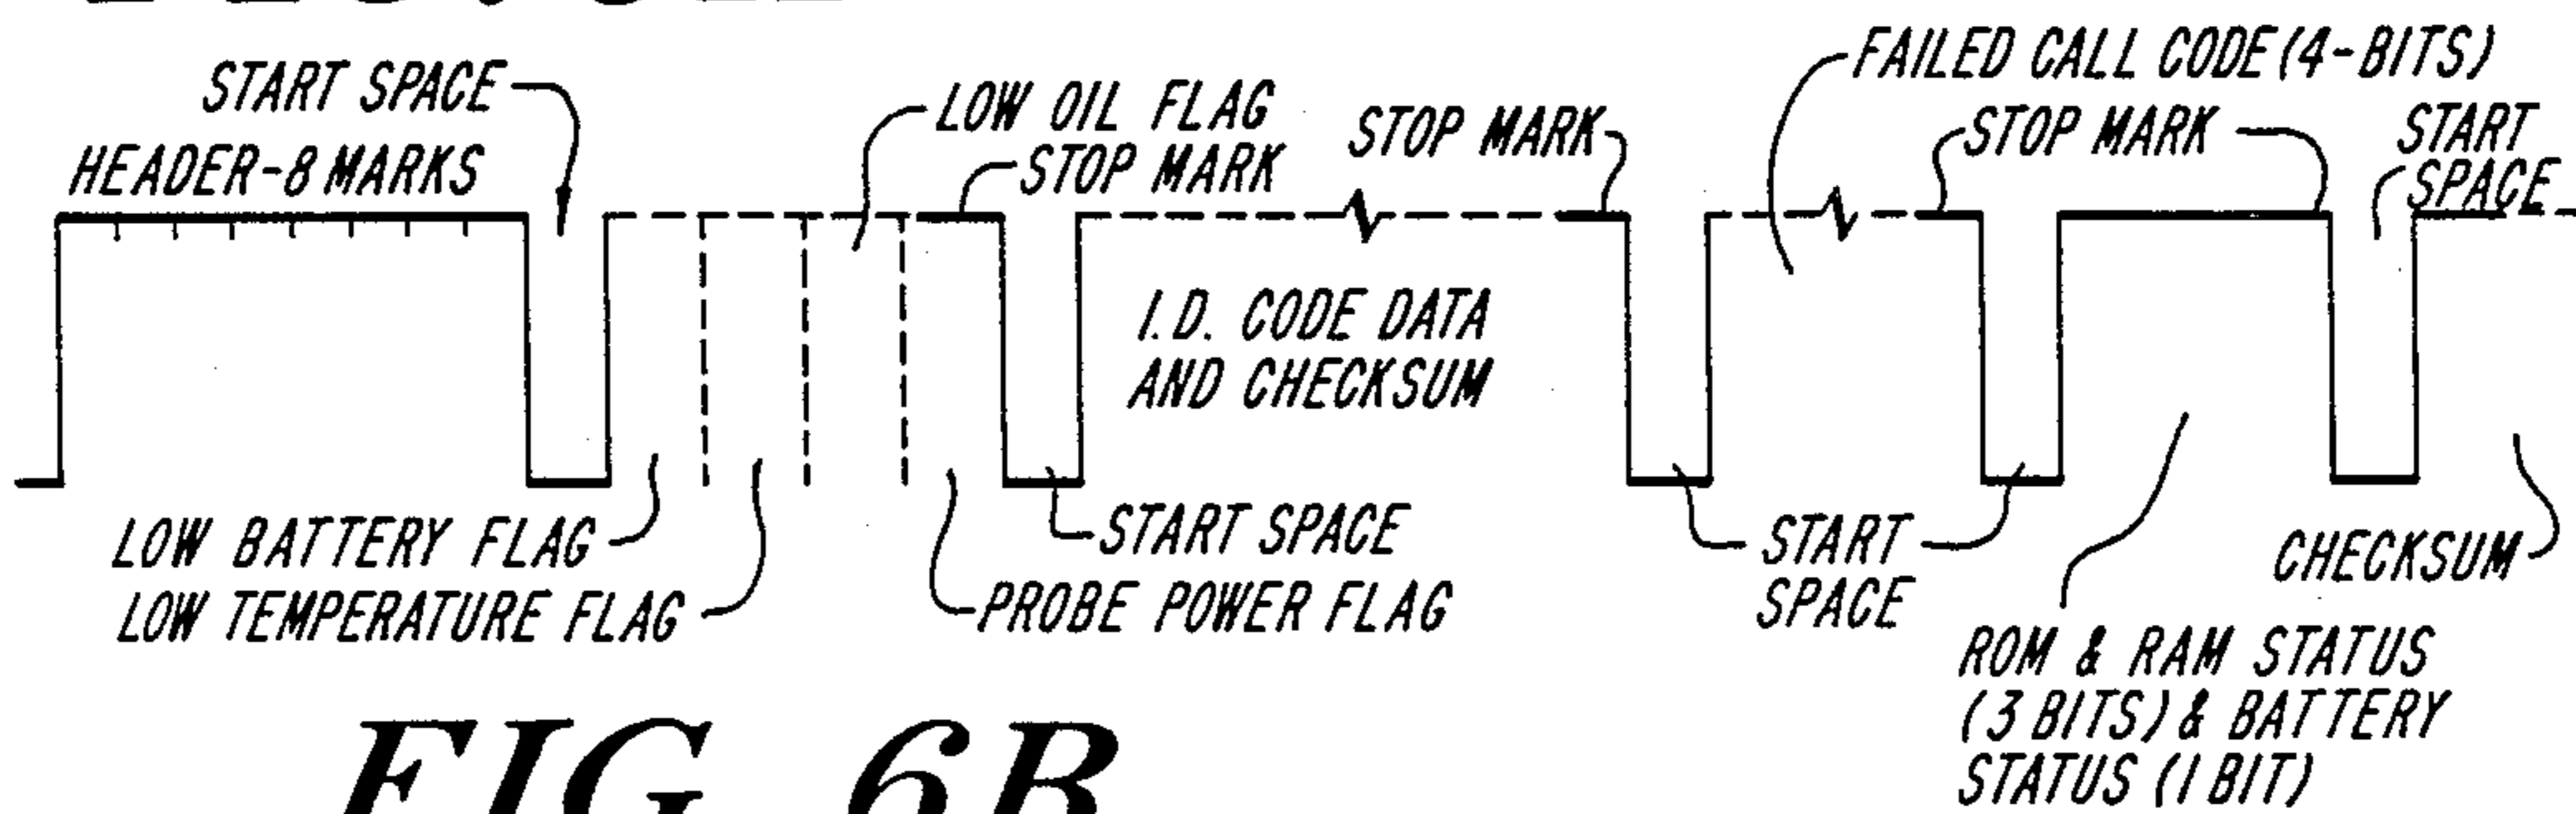 START SPACE
HEADER-8 MARKS
LOW OIL FLAG
STOP MARK
STOP MARK
FAILED CALL CODE (4-BITS)
STOP MARK
START
SPACE
I.D. CODE DATA
AND CHECKSUM
LOW BATTERY FLAG
LOW TEMPERATURE FLAG
START SPACE
PROBE POWER FLAG
START
SPACE
CHECKSUM
ROM & RAM STATUS
(3 BITS) & BATTERY
STATUS (1 BIT)
FIG. 6B